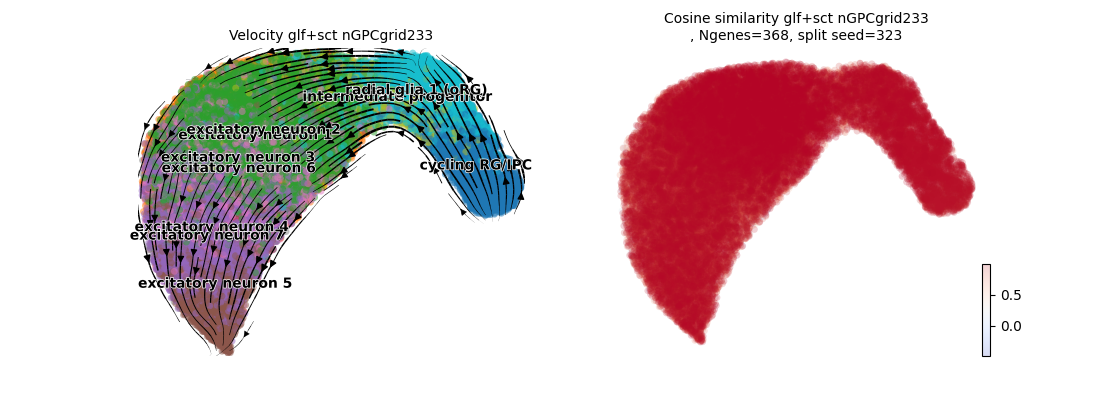 Velocity glf+sct nGPCgrid233
Cosine similarity glf+sct nGPCgrid233
, Ngenes=368, split seed=323
radial glia 1 (oRG)
intermediate progenitor
excitatory neuron 2
excitatory neuron 1
excitatory neuron 3
cycling RG/IPC
excitatory neuron 6
excitatory neuron 4
excitatory neuron 7
excitatory neuron 5
0.5
0.0